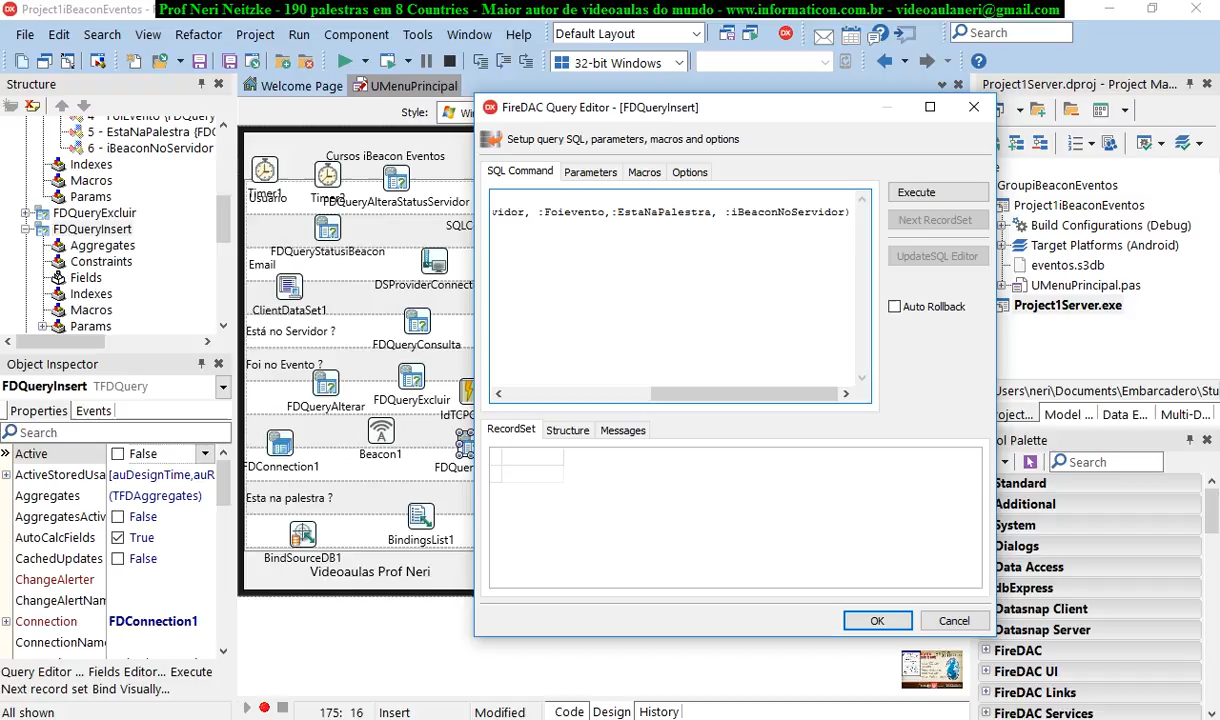 Project1iBeaconEventos -
Prof Neri Neitzke - 190 palestras em 8 Countries - Maior autor de videoaulas do mundo - www.informaticon.com.br - videoaulaneri@gmail.com
File Edit Search View Refactor Project Run Component Tools Window Help
Default Layout
Search
32-bit Windows
Structure
Welcome Page
UMenuPrincipal
Project1Server.dproj - Project Ma...
5 - EstaNaPalestra {FDC
6 - iBeaconNoServidor
Indexes
Macros
Params
FDQueryExcluir
FDQueryInsert
Aggregates
Constraints
Fields
Indexes
Macros
Params
Object Inspector
FDQueryInsert TFDQuery
Properties Events
Search
Active False
ActiveStoredUsa [auDesignTime,auR
Aggregates (TFDAggregates)
AggregatesActiv False
AutoCalcFields True
CachedUpdates False
ChangeAlerter
ChangeAlertNam
Connection FDConnection1
ConnectionName
Query Editor ... Fields Editor... Execute
Next record set Bind Visually...
All shown
Style:
Cursos iBeacon Eventos
Timer1
Usuario
FDQueryAlteraStatusServidor
SQLC
FDQueryStatusiBeacon
Email
DSProviderConnect
ClientDataSet1
Está no Servidor ?
FDQueryConsulta
Foi no Evento ?
FDQueryAlterar
FDQueryExcluir
IdTCPC
FDConnection1
Beacon1
FDQuer
Esta na palestra ?
BindSourceDB1
BindingsList1
Videoaulas Prof Neri
175: 16 Insert Modified Code Design History
FireDAC Query Editor - [FDQueryInsert]
Setup query SQL, parameters, macros and options
SQL Command Parameters Macros Options
vidor, :Foievento,:EstaNaPalestra, :iBeaconNoServidor)
Execute
Next RecordSet
UpdateSQL Editor
Auto Rollback
RecordSet Structure Messages
OK Cancel
GroupiBeaconEventos
Project1iBeaconEventos
Build Configurations (Debug)
Target Platforms (Android)
eventos.s3db
UMenuPrincipal.pas
Project1Server.exe
Jsers\neri\Documents\Embarcadero\Stu
roject... Model ... Data E... Multi-D...
ol Palette
Search
Standard
Additional
System
Dialogs
Data Access
dbExpress
Datasnap Client
Datasnap Server
FireDAC
FireDAC UI
FireDAC Links
FireDAC Services